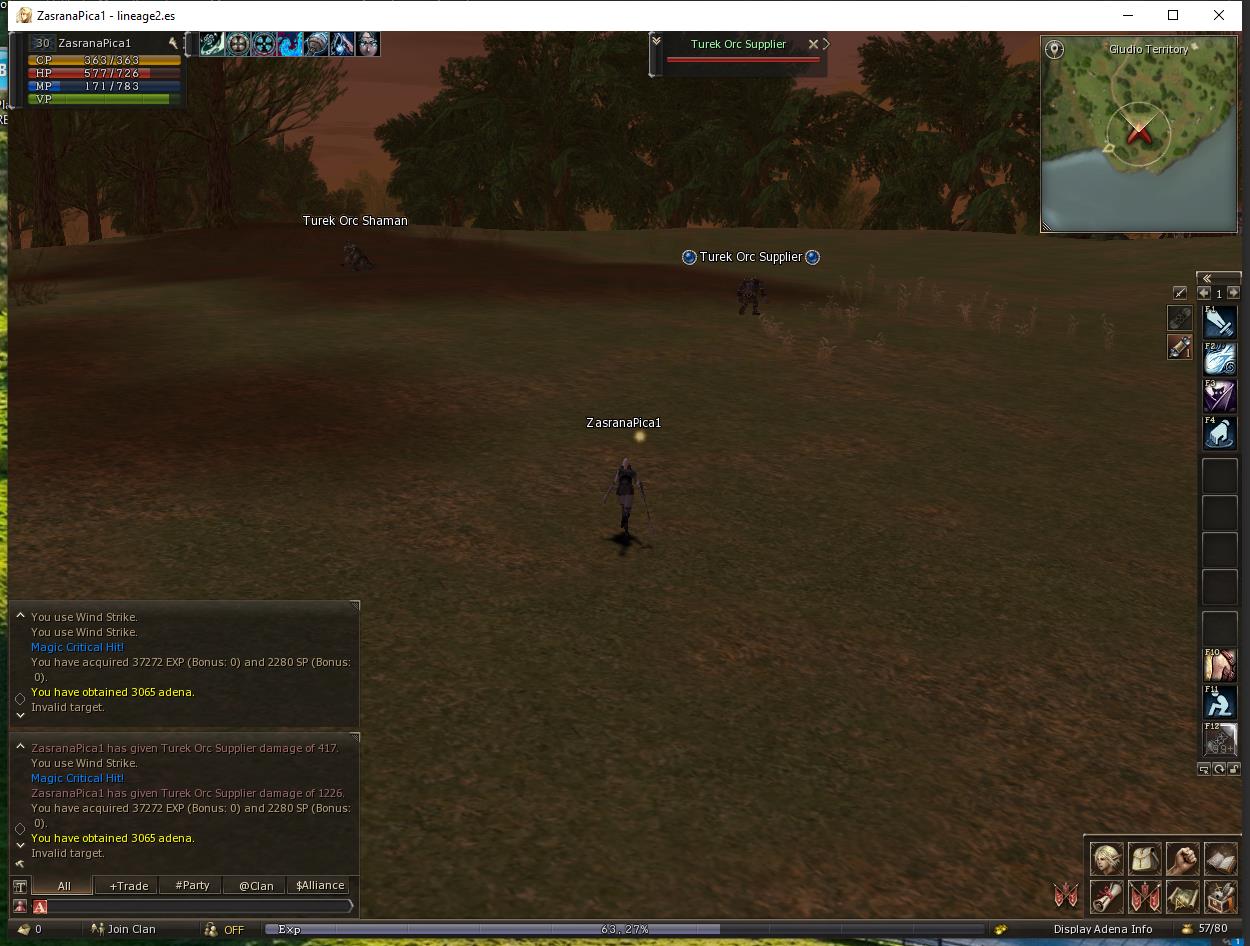 ZasranaPica1 - lineage2.es
30 ZasranaPica1
CP 363/363
HP 577/726
MP 171/783
VP
Turek Orc Supplier
Gludio Territory
Turek Orc Shaman
Turek Orc Supplier
ZasranaPica1
1
F1
F2
1
F3
F4
F10
F11
F12
99+
You use Wind Strike.
You use Wind Strike.
Magic Critical Hit!
You have acquired 37272 EXP (Bonus: 0) and 2280 SP (Bonus:
0).
You have obtained 3065 adena.
Invalid target.
ZasranaPica1 has given Turek Orc Supplier damage of 417.
You use Wind Strike.
Magic Critical Hit!
ZasranaPica1 has given Turek Orc Supplier damage of 1226.
You have acquired 37272 EXP (Bonus: 0) and 2280 SP (Bonus:
0).
You have obtained 3065 adena.
Invalid target.
T All +Trade #Party @Clan $Alliance
A
0 Join Clan OFF Exp 63.27% Display Adena Info 57/80